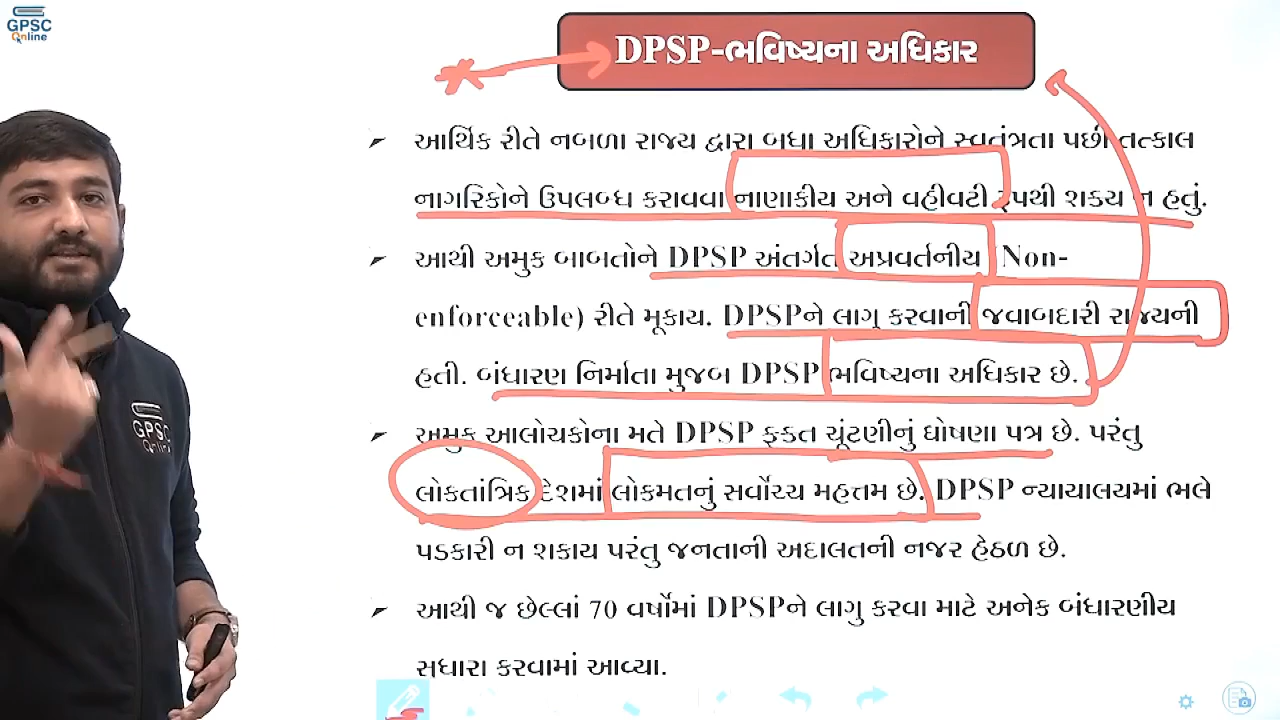 GPSC
Online
DPSP-ભવિષ્યના અધિકાર
આર્થિક રીતે નબળા રાજ્ય દ્વારા બધા અધિકારોને સ્વતંત્રતા પછી તત્કાલ
નાગરિકોને ઉપલબ્ધ કરાવવા નાણાકીય અને વહીવટી રૂપથી શક્ય ન હતું.
આથી અમુક બાબતોને DPSP અંતર્ગત અપ્રવર્તનીય (Non-
enforceable) રીતે મૂકાય. DPSPને લાગુ કરવાની જવાબદારી રાજ્યની
હતી. બંધારણ નિર્માતા મુજબ DPSP ભવિષ્યના અધિકાર છે.
અમુક આલોચકોના મતે DPSP ફક્ત ચૂંટણીનું ઘોષણા પત્ર છે. પરંતુ
લોકતાંત્રિક દેશમાં લોકમતનું સર્વોચ્ચ મહત્તમ છે. DPSP ન્યાયાલયમાં ભલે
પડકારી ન શકાય પરંતુ જનતાની અદાલતની નજર હેઠળ છે.
આથી જ છેલ્લાં 70 વર્ષોમાં DPSPને લાગુ કરવા માટે અનેક બંધારણીય
સધારા કરવામાં આવ્યા.
GPSC
Online